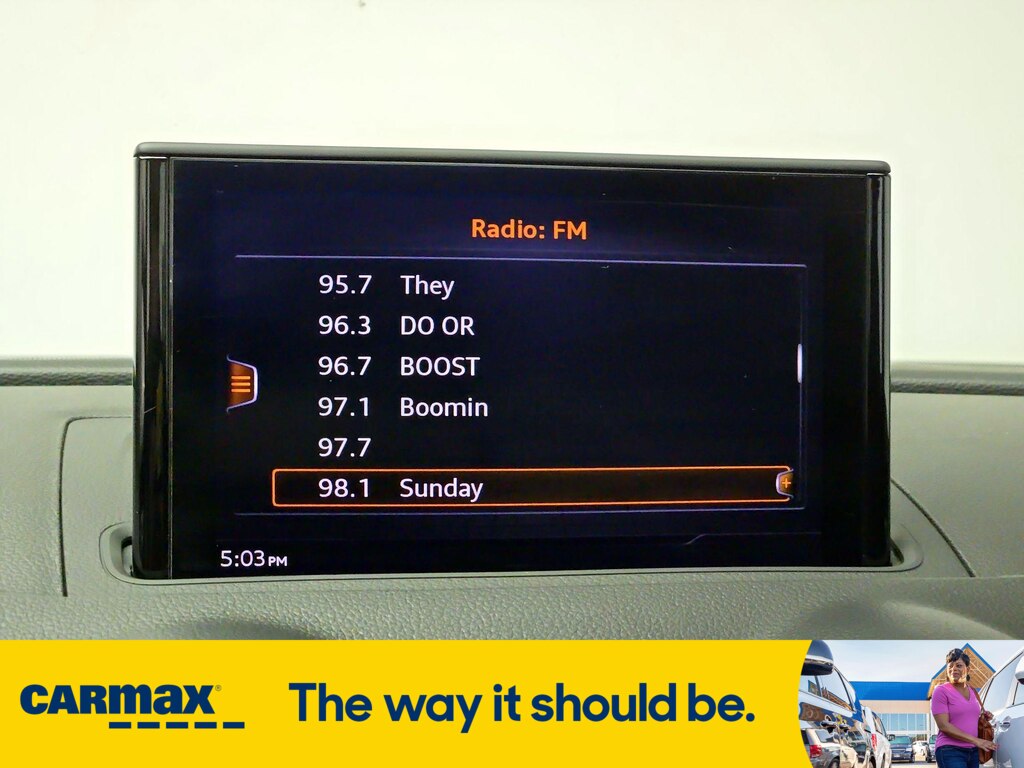 Radio: FM
95.7 They
96.3 DO OR
96.7 BOOST
97.1 Boomin
97.7
98.1 Sunday
5:03 PM
CARMAX®
The way it should be.